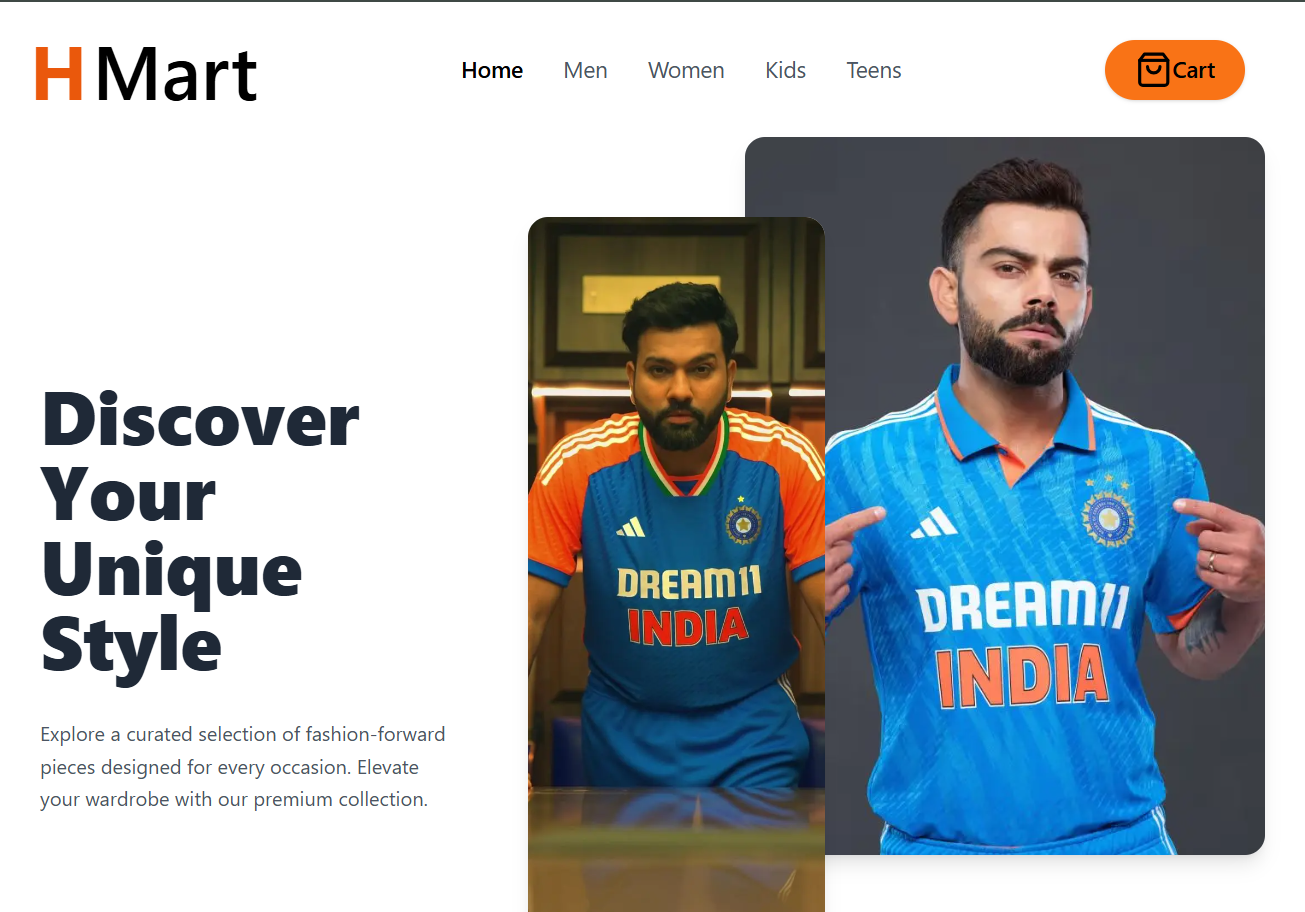 H Mart
Home Men Women Kids Teens
Cart
Discover
Your
Unique
Style
Explore a curated selection of fashion-forward
pieces designed for every occasion. Elevate
your wardrobe with our premium collection.
DREAM11
INDIA
DREAM11
INDIA